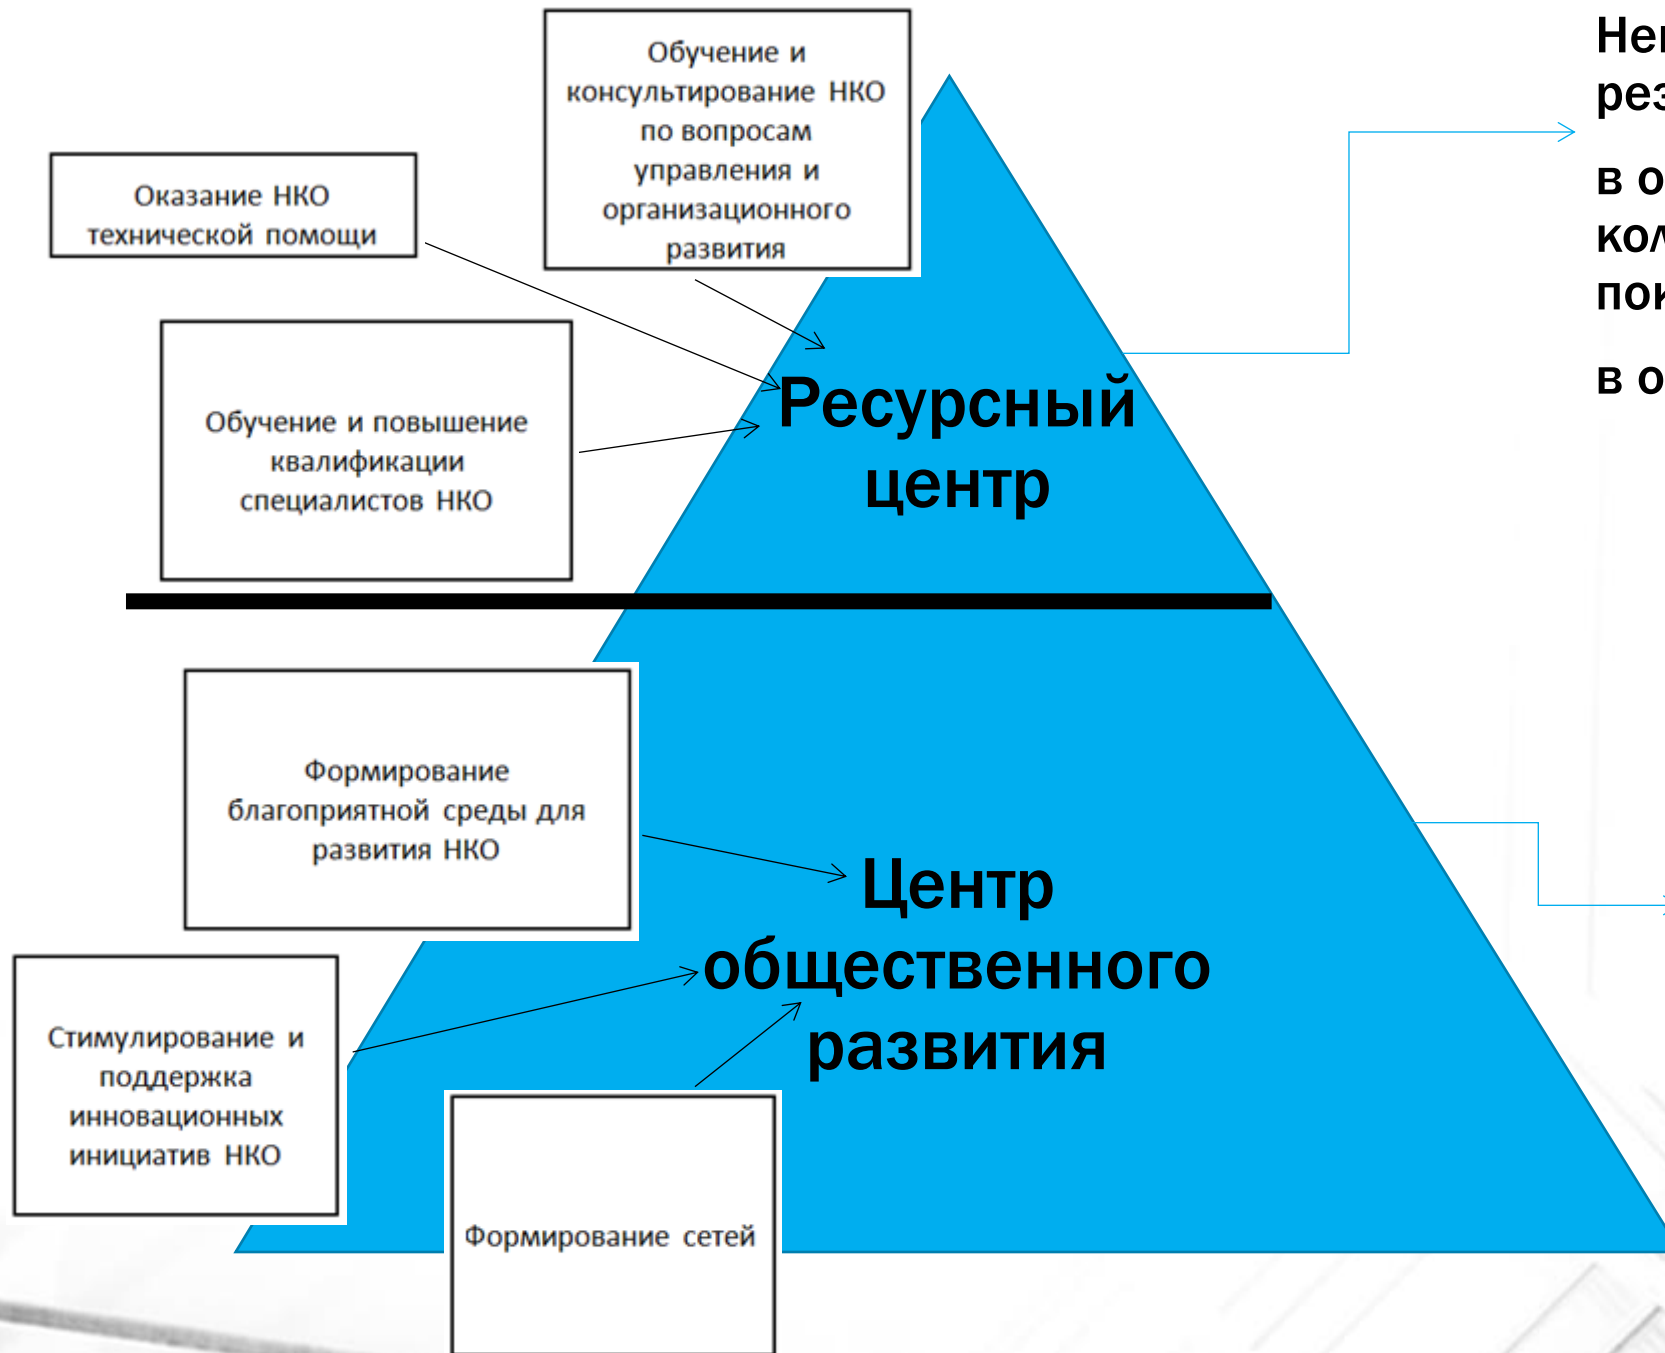 Обучение и
консультирование НКО
по вопросам
управления и
организационного
развития
Оказание НКО
технической помощи
Обучение и повышение
квалификации
специалистов НКО
Ресурсный
центр
Формирование
благоприятной среды для
развития НКО
Центр
общественного
развития
Стимулирование и
поддержка
инновационных
инициатив НКО
Формирование сетей
в